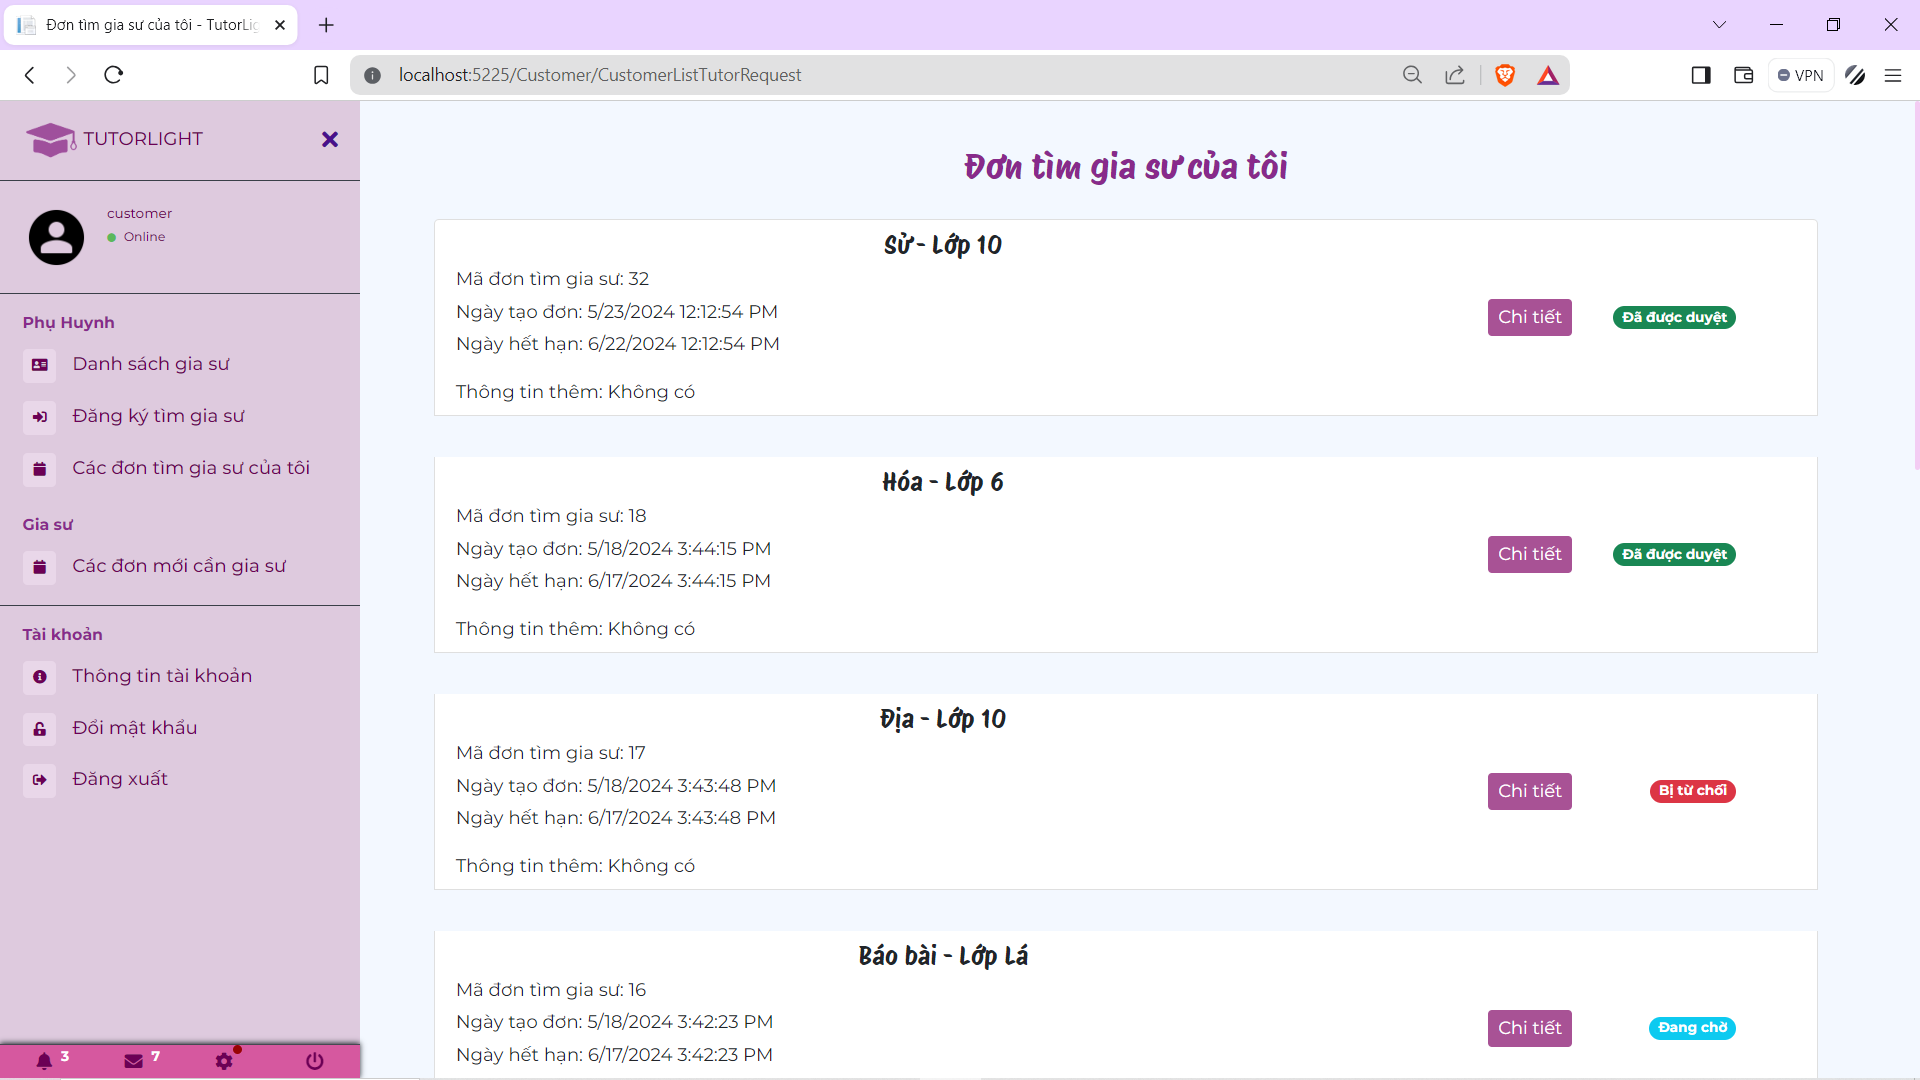 Đơn tìm gia sư của tôi - TutorLig
localhost:5225/Customer/CustomerListTutorRequest
VPN
TUTORLIGHT
customer
Online
Phụ Huynh
Danh sách gia sư
Đăng ký tìm gia sư
Các đơn tìm gia sư của tôi
Gia sư
Các đơn mới cần gia sư
Tài khoản
Thông tin tài khoản
Đổi mật khẩu
Đăng xuất
3
7
Đơn tìm gia sư của tôi
Sử - Lớp 10
Mã đơn tìm gia sư: 32
Ngày tạo đơn: 5/23/2024 12:12:54 PM
Ngày hết hạn: 6/22/2024 12:12:54 PM
Thông tin thêm: Không có
Chi tiết
Đã được duyệt
Hóa - Lớp 6
Mã đơn tìm gia sư: 18
Ngày tạo đơn: 5/18/2024 3:44:15 PM
Ngày hết hạn: 6/17/2024 3:44:15 PM
Thông tin thêm: Không có
Chi tiết
Đã được duyệt
Địa - Lớp 10
Mã đơn tìm gia sư: 17
Ngày tạo đơn: 5/18/2024 3:43:48 PM
Ngày hết hạn: 6/17/2024 3:43:48 PM
Thông tin thêm: Không có
Chi tiết
Bị từ chối
Báo bài - Lớp Lá
Mã đơn tìm gia sư: 16
Ngày tạo đơn: 5/18/2024 3:42:23 PM
Ngày hết hạn: 6/17/2024 3:42:23 PM
Chi tiết
Đang chờ